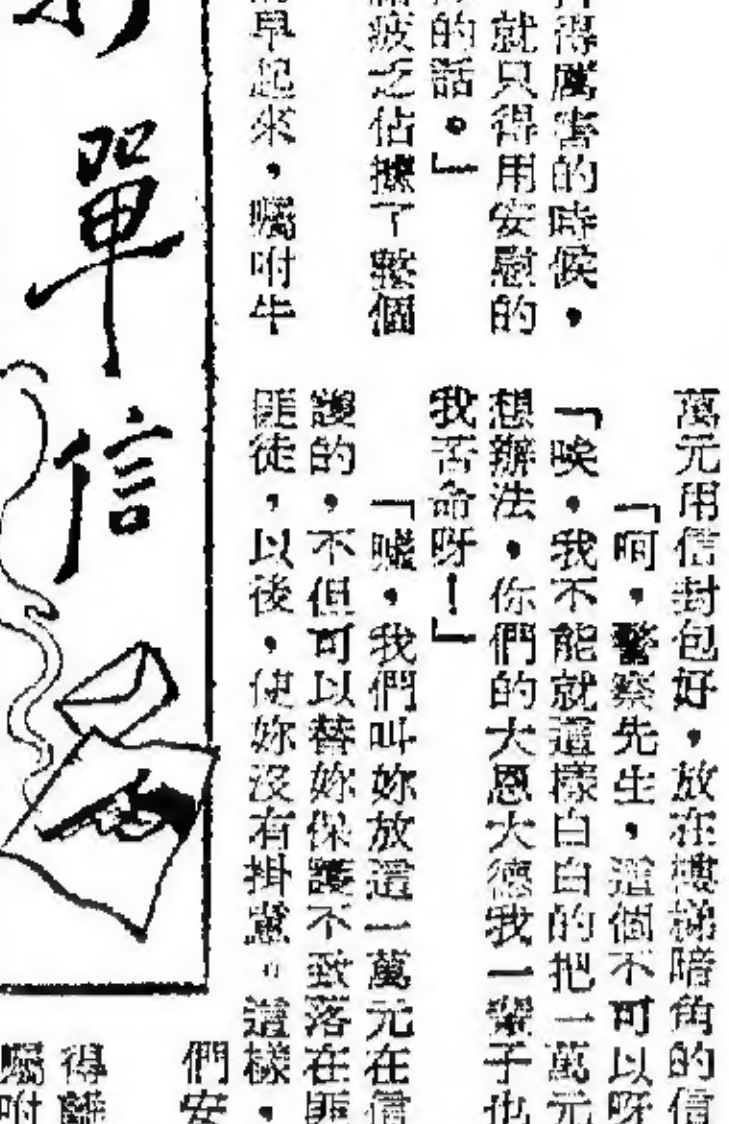 得厲害的時候，
就只得用安慰的
的話。」
疲乏佔據了整個
早起來，囑咐牛
萬元用信封包好，放在樓梯暗角的信
「呵，警察先生，這個不可以呀
「唉，我不能就這樣白白的把一萬元
想辦法，你們的大恩大德我一輩子也
我苦命呀！」
「噓，我們叫妳放這一萬元在信
護的，不但可以替妳保護不致落在匪
匪徒，以後，使妳沒有掛慮。這樣，
單信
們安
得離
囑咐